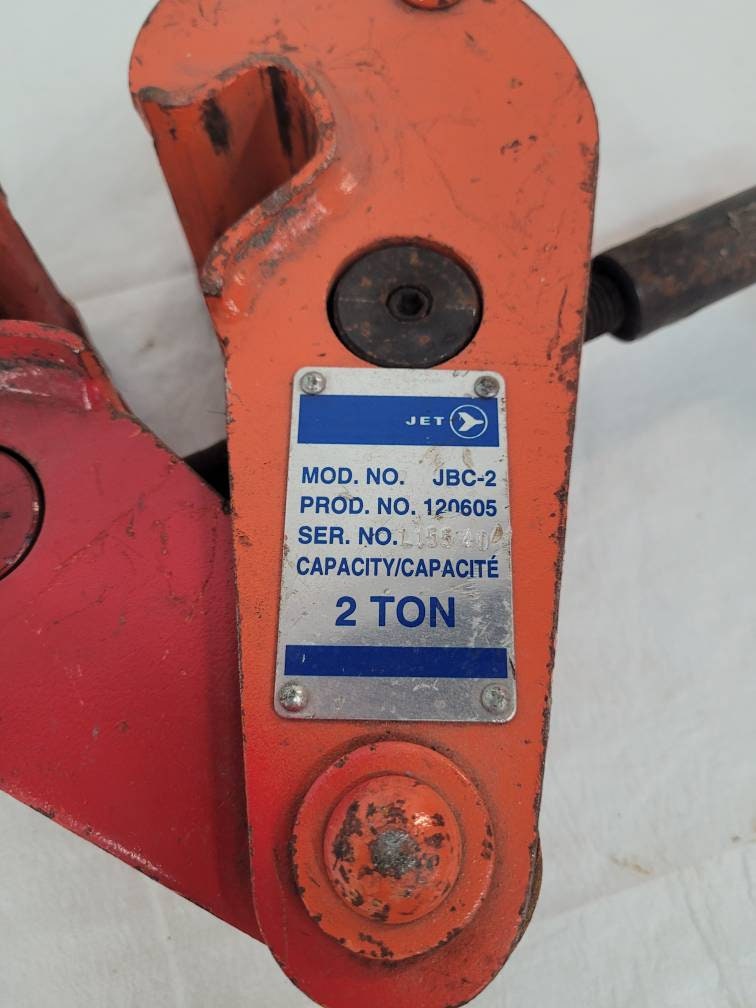 JET
MOD. NO. JBC-2
PROD. NO. 120605
SER. NO.
CAPACITY/CAPACITÉ
2 TON